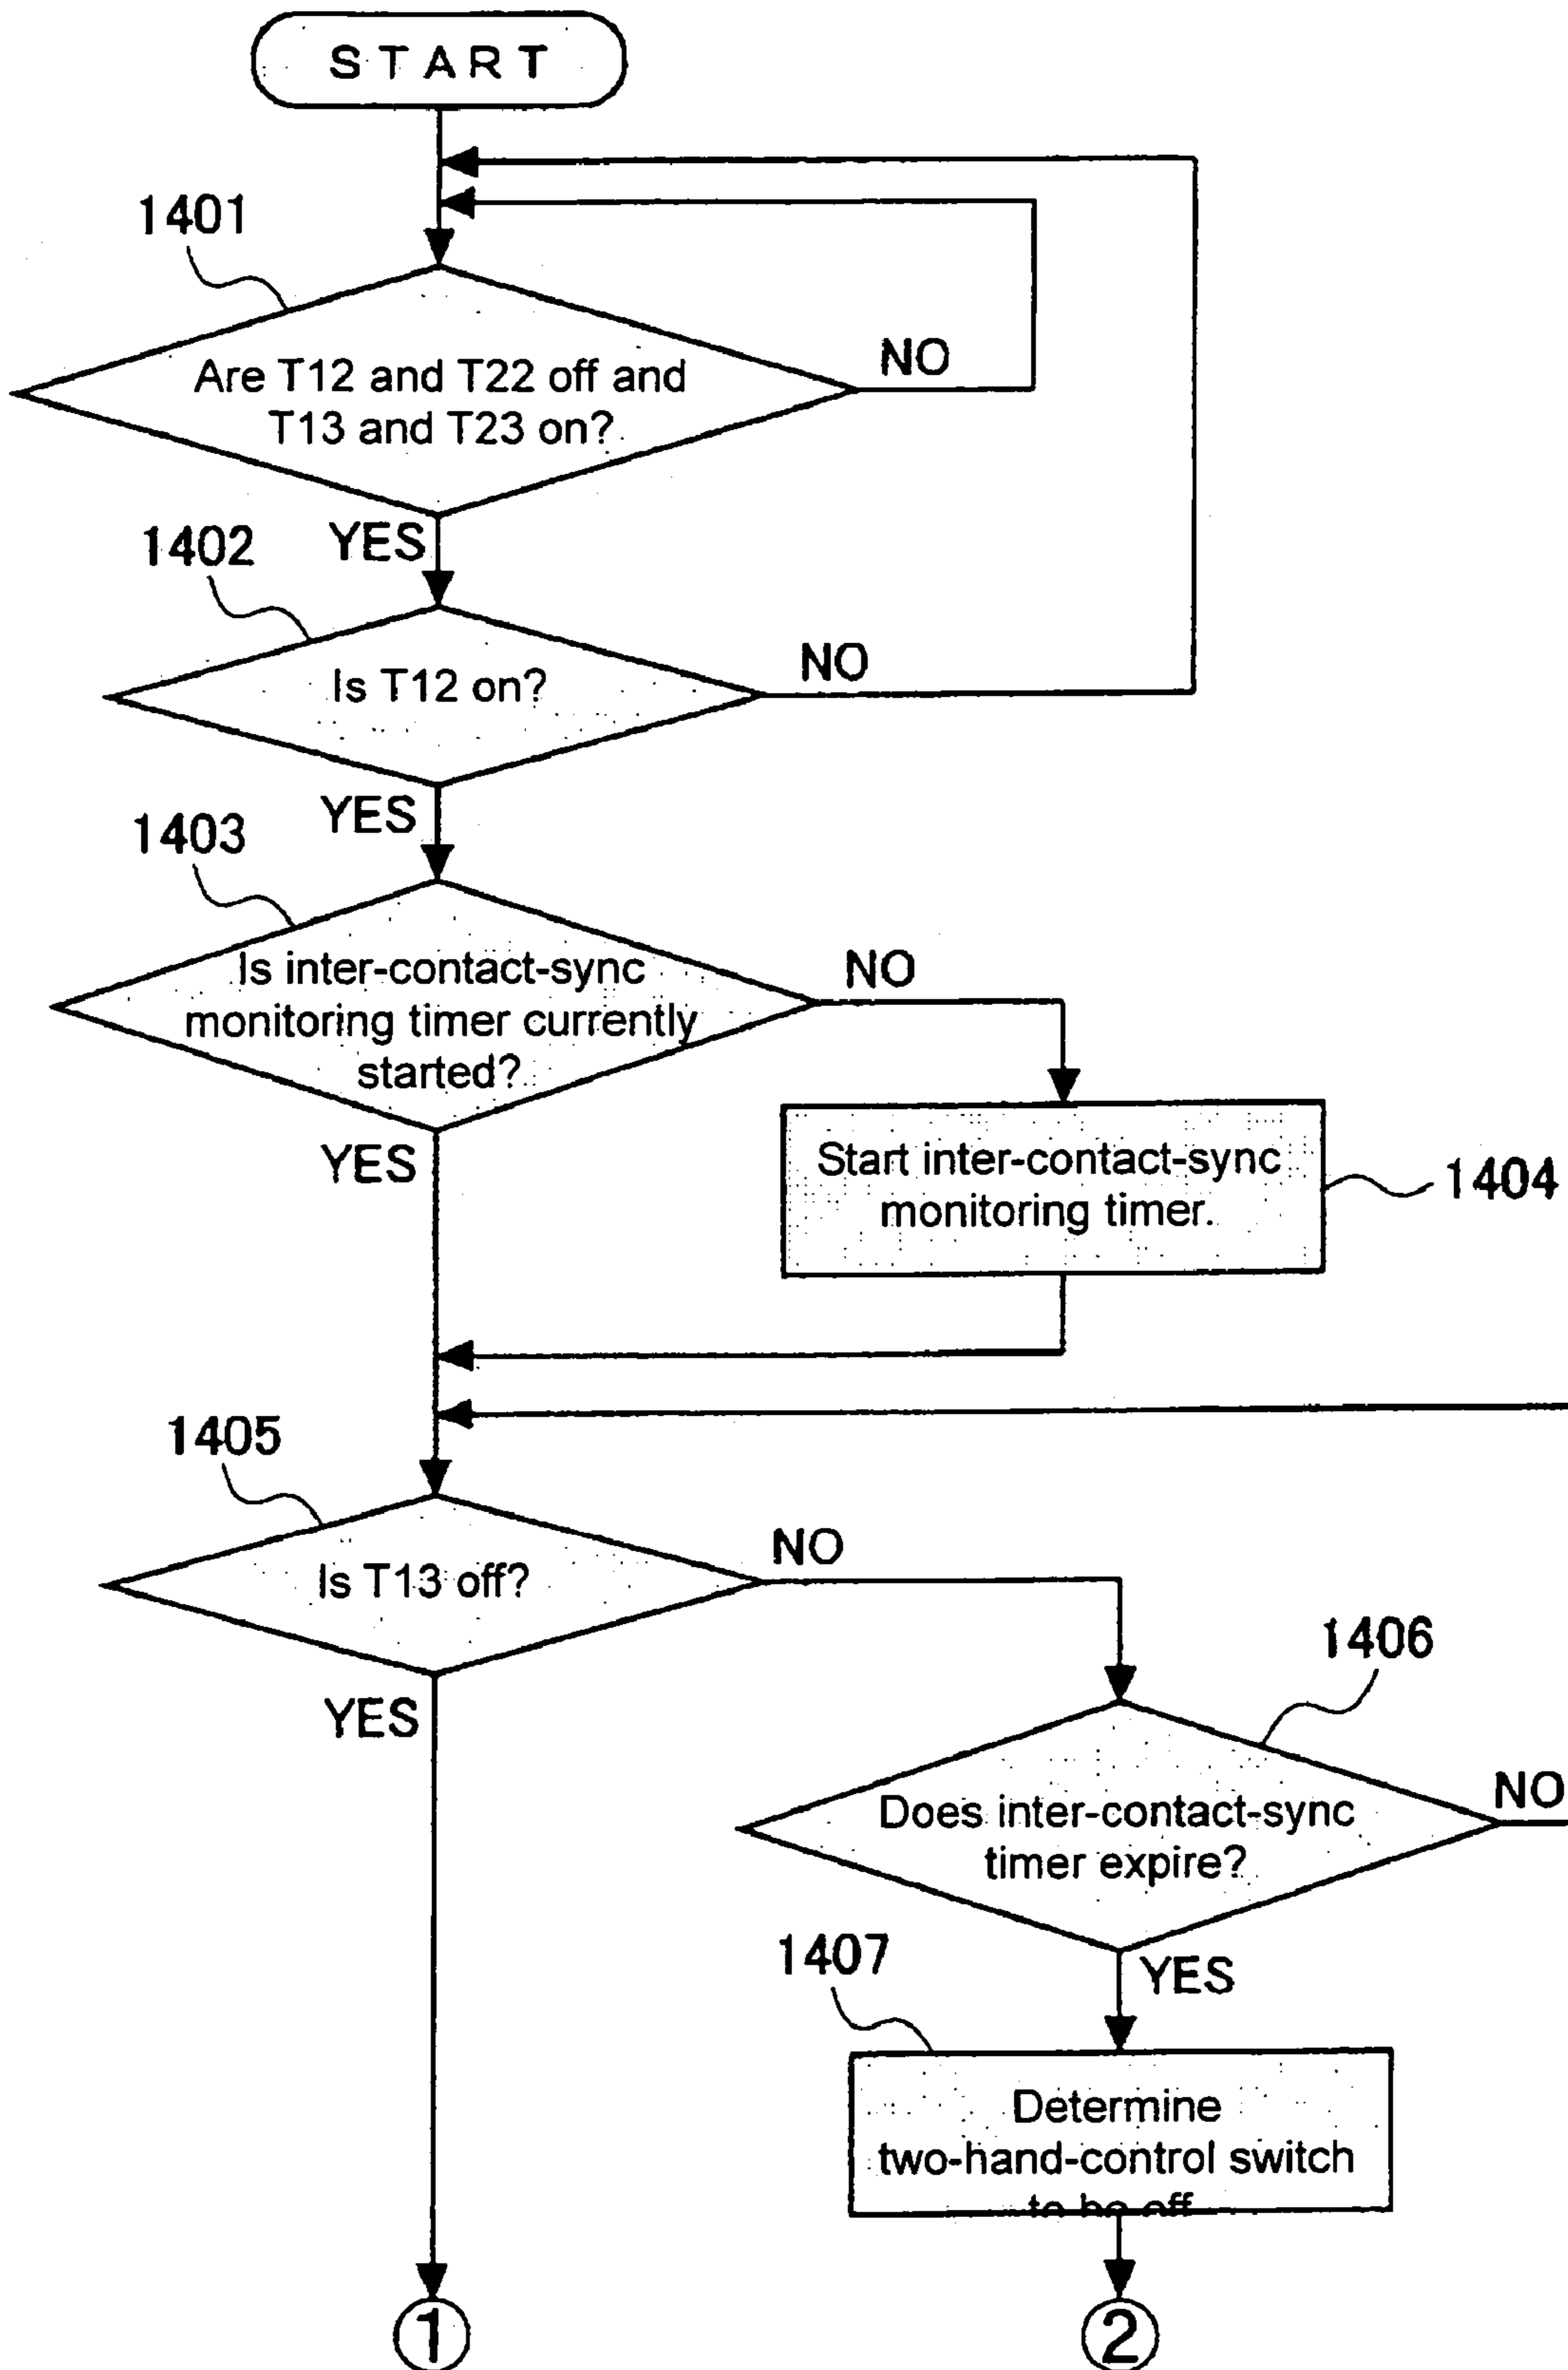 START
1401
Are T12 and T22 off and
T13 and T23 on?
NO
YES
1402
Is T12 on?
NO
YES
1403
Is inter-contact-sync
monitoring timer currently
started?
NO
YES
Start inter-contact-sync
monitoring timer.
1404
1405
Is T13 off?
NO
YES
1406
Does inter-contact-sync
timer expire?
NO
YES
1407
Determine
two-hand-control switch
to be off
1
2